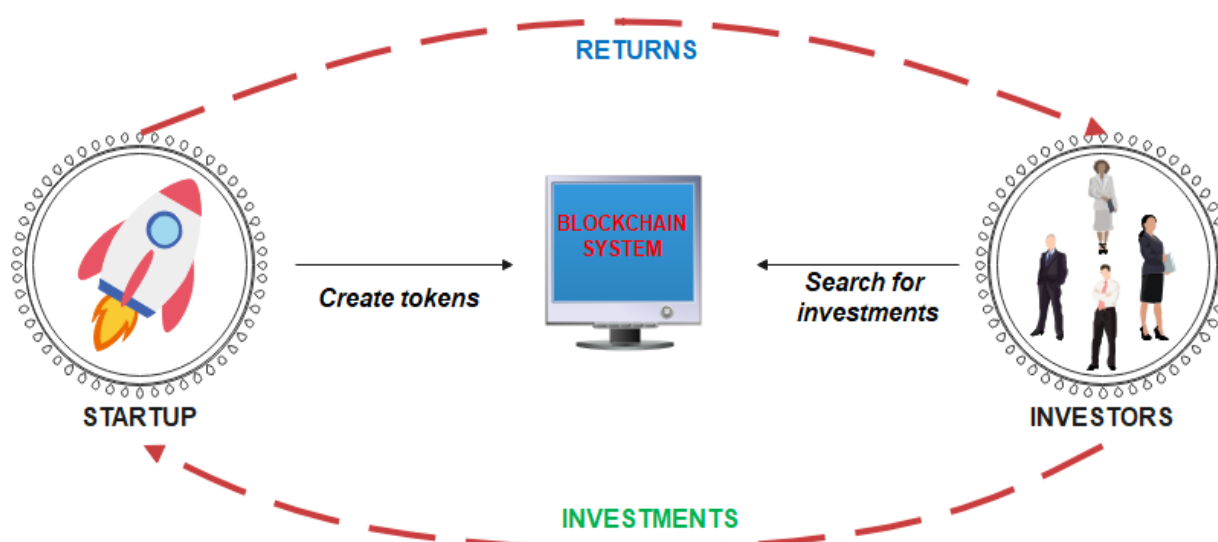 RETURNS
BLOCKCHAIN
SYSTEM
Create tokens
Search for
investments
STARTUP
INVESTORS
INVESTMENTS